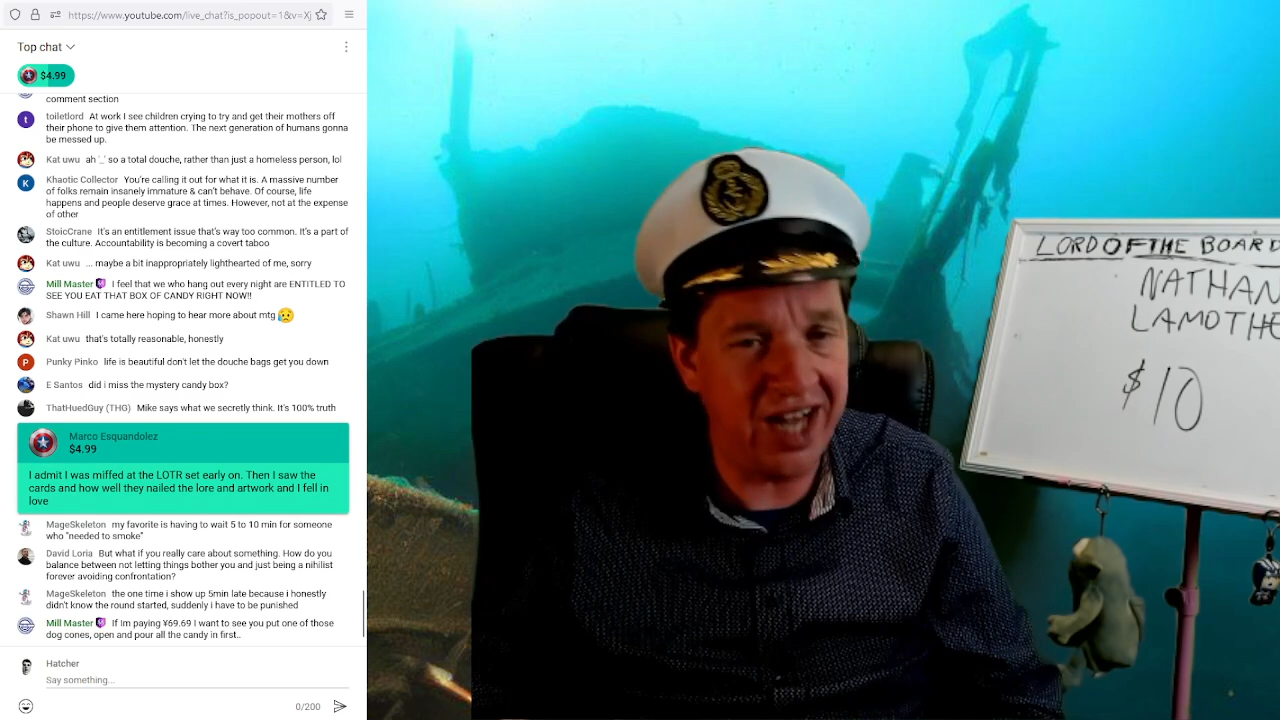 https://www.youtube.com/live_chat?is_popout=1&v=Xj
Top chat
$4.99
comment section
t
toiletlord At work I see children crying to try and get their mothers off
their phone to give them attention. The next generation of humans gonna
be messed up.
Kat uwu ah '_' so a total douche, rather than just a homeless person, lol
K
Khaotic Collector You're calling it out for what it is. A massive number
of folks remain insanely immature & can't behave. Of course, life
happens and people deserve grace at times. However, not at the expense
of other
StoicCrane It's an entitlement issue that's way too common. It's a part of
the culture. Accountability is becoming a covert taboo
Kat uwu ... maybe a bit inappropriately lighthearted of me, sorry
Mill Master I feel that we who hang out every night are ENTITLED TO
SEE YOU EAT THAT BOX OF CANDY RIGHT NOW!!
Shawn Hill I came here hoping to hear more about mtg 😥
Kat uwu that's totally reasonable, honestly
P
Punky Pinko life is beautiful don't let the douche bags get you down
E Santos did i miss the mystery candy box?
ThatHuedGuy (THG) Mike says what we secretly think. It's 100% truth
Marco Esquandolez
$4.99
I admit I was miffed at the LOTR set early on. Then I saw the
cards and how well they nailed the lore and artwork and I fell in
love
MageSkeleton my favorite is having to wait 5 to 10 min for someone
who "needed to smoke"
David Loria But what if you really care about something. How do you
balance between not letting things bother you and just being a nihilist
forever avoiding confrontation?
MageSkeleton the one time i show up 5min late because i honestly
didn't know the round started, suddenly i have to be punished
Mill Master If Im paying ¥69.69 I want to see you put one of those
dog cones, open and pour all the candy in first..
Hatcher
Say something...
0/200
LORD OF THE BOARD
NATHAN
LAMOTHE
$10